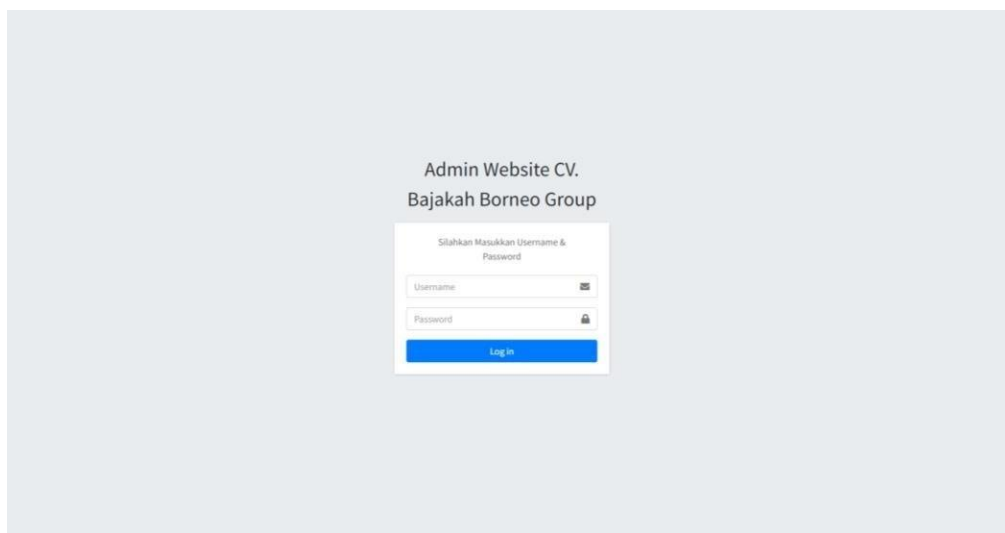 Admin Website CV.
Bajakah Borneo Group
Silahkan Masukkan Username &
Password
Username
Password
Log in